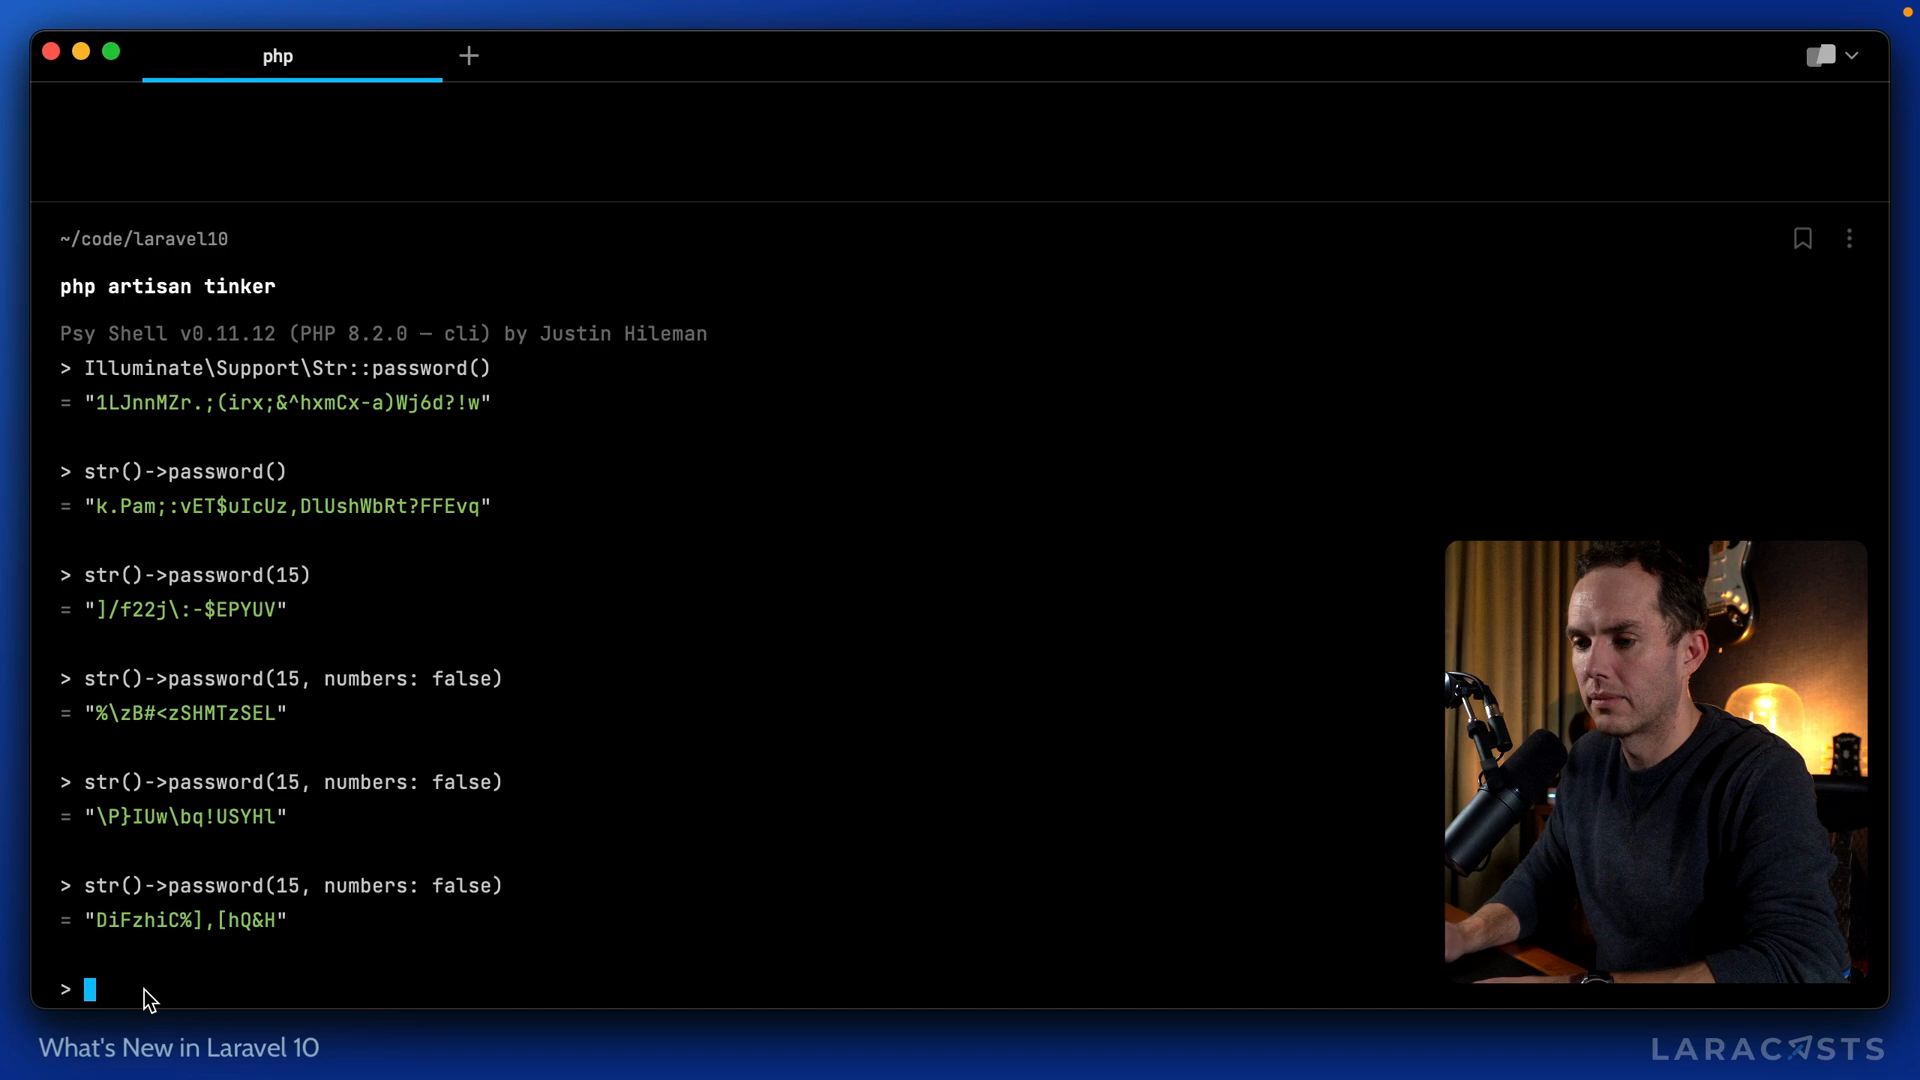 php
~/code/laravel10
php artisan tinker
Psy Shell v0.11.12 (PHP 8.2.0 — cli) by Justin Hileman
> Illuminate\Support\Str::password()
= "1LJnnMZr.;(irx;&^hxmCx-a)Wj6d?!w"
> str()->password()
= "k.Pam;:vET$uIcUz,DlUshWbRt?FFEvq"
> str()->password(15)
= "]/f22j\:-$EPYUV"
> str()->password(15, numbers: false)
= "%\zB#<zSHMTzSEL"
> str()->password(15, numbers: false)
= "\P}IUw\bq!USYHl"
> str()->password(15, numbers: false)
= "DiFzhiC%],[hQ&H"
>
What's New in Laravel 10
LARACASTS